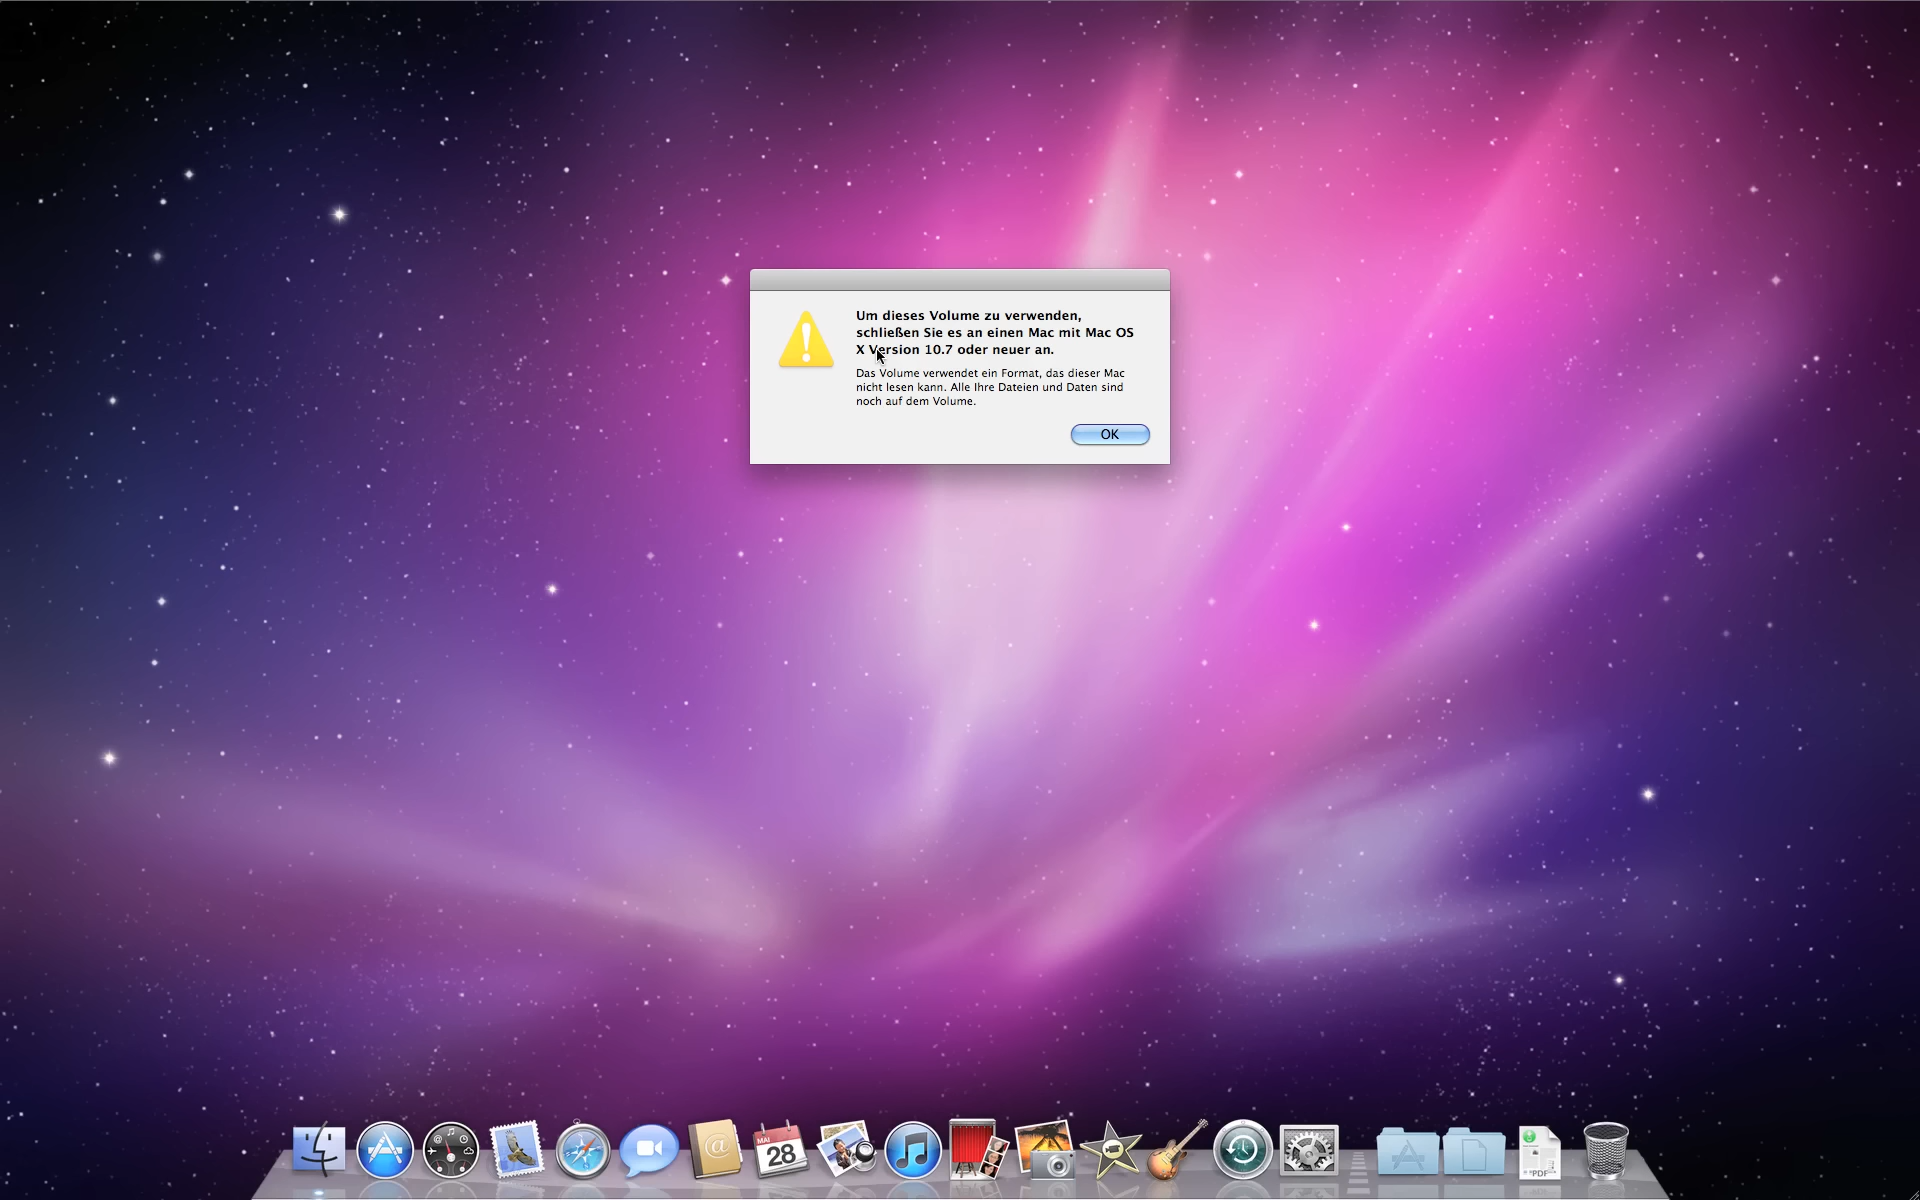 Um dieses Volume zu verwenden,
schließen Sie es an einen Mac mit Mac OS
X Version 10.7 oder neuer an.
Das Volume verwendet ein Format, das dieser Mac
nicht lesen kann. Alle Ihre Dateien und Daten sind
noch auf dem Volume.
OK
@
MAI
28
PDF